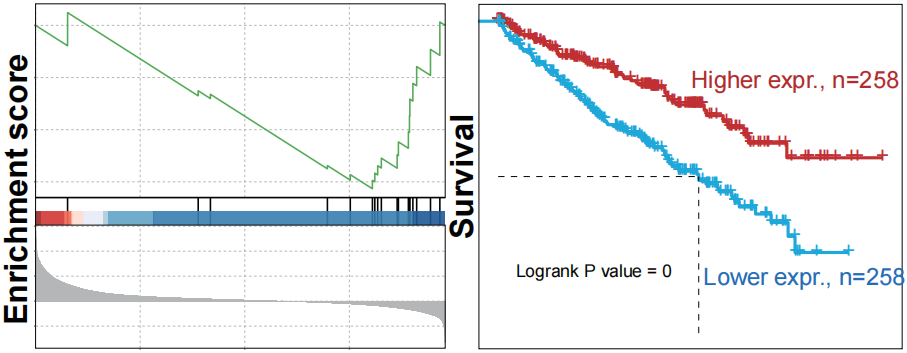 Enrichment score
Survival
Higher expr., n=258
Logrank P value = 0
Lower expr., n=258